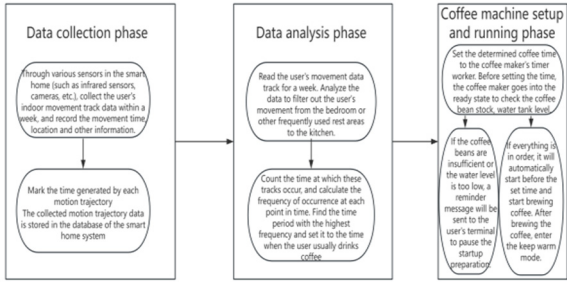 Data collection phase
Through various sensors in the smart
home (such as infrared sensors,
cameras, etc.), collect the user's
indoor movement track data within a
week, and record the movement time,
location and other information.
Mark the time generated by each
motion trajectory
The collected motion trajectory data
is stored in the database of the smart
home system
Data analysis phase
Read the user's movement data
track for a week. Analyze the
data to filter out the user's
movement from the bedroom or
other frequently used rest areas
to the kitchen.
Count the time at which these
tracks occur, and calculate the
frequency of occurrence at each
point in time. Find the time
period with the highest
frequency and set it to the time
when the user usually drinks
coffee
Coffee machine setup
and running phase
Set the determined coffee time
to the coffee maker's timer
worker. Before setting the time,
the coffee maker goes into the
ready state to check the coffee
bean stock, water tank level.
If the coffee
beans are
insufficient or
the water level
is too low, a
reminder
message will be
sent to the
user's terminal
to pause the
startup
preparation.
If everything is
in order, it will
automatically
start before the
set time and
start brewing
coffee. After
brewing the
coffee, enter
the keep warm
mode.